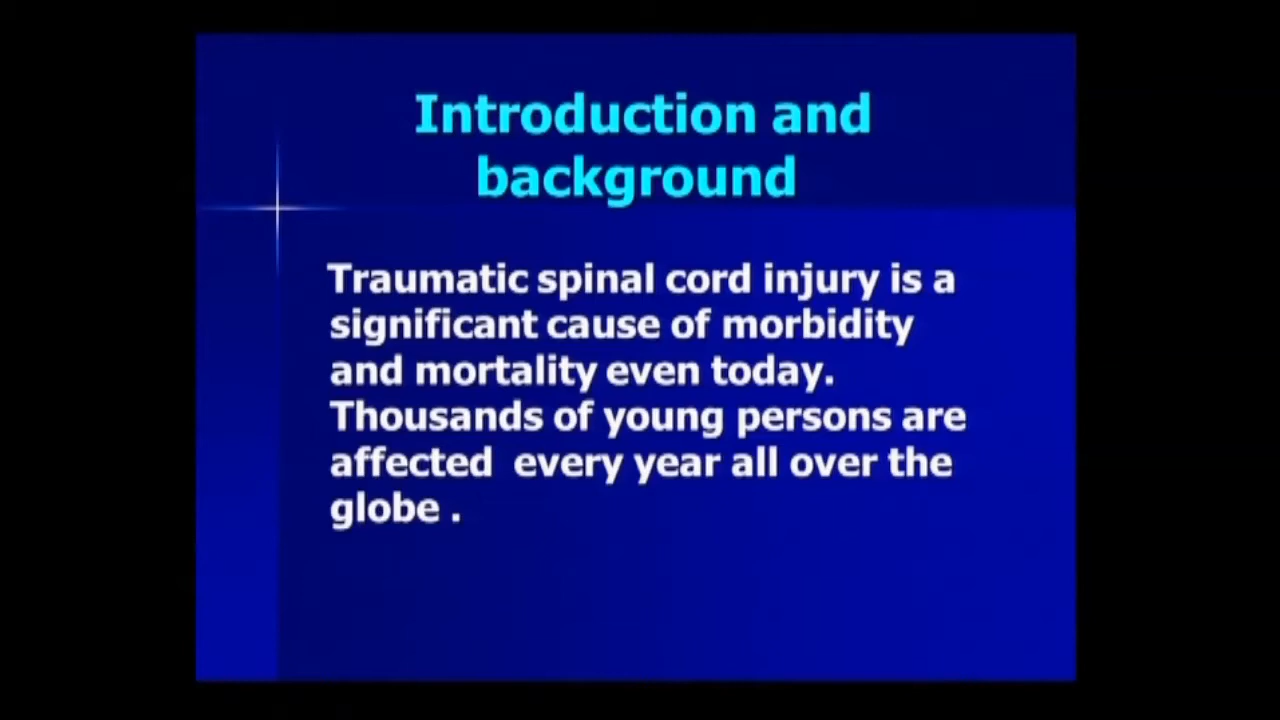 Introduction and
background
Traumatic spinal cord injury is a
significant cause of morbidity
and mortality even today.
Thousands of young persons are
affected  every year all over the
globe .